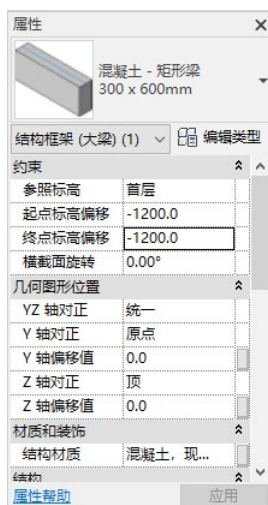 属性
混凝土 - 矩形梁
300 x 600mm
结构框架 (大梁) (1) 编辑类型
约束
参照标高 首层
起点标高偏移 -1200.0
终点标高偏移 -1200.0
横截面旋转 0.00°
几何图形位置
YZ 轴对正 统一
Y 轴对正 原点
Y 轴偏移值 0.0
Z 轴对正 顶
Z 轴偏移值 0.0
材质和装饰
结构材质 混凝土，现...
结构
属性帮助 应用